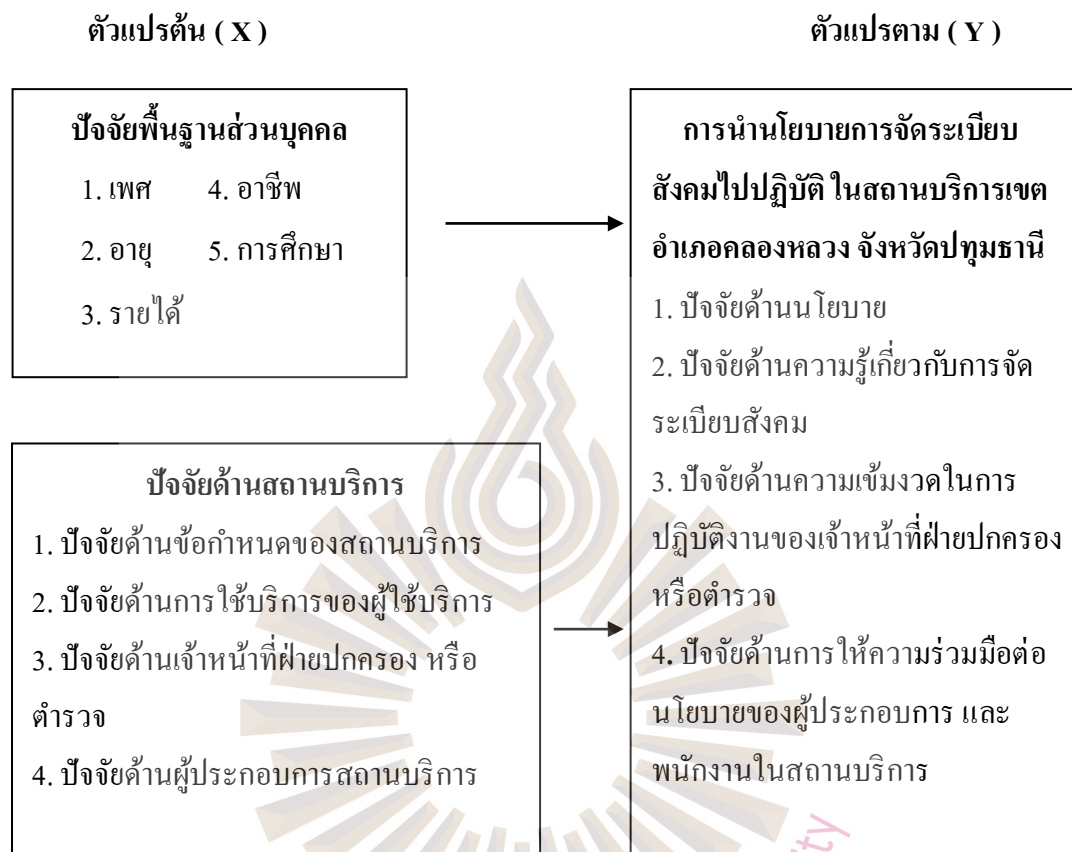 ตัวแปรต้น ( X )
ตัวแปรตาม ( Y )
ปัจจัยพื้นฐานส่วนบุคคล
1. เพศ 4. อาชีพ
2. อายุ 5. การศึกษา
3. รายได้
ปัจจัยด้านสถานบริการ
1. ปัจจัยด้านข้อกำหนดของสถานบริการ
2. ปัจจัยด้านการใช้บริการของผู้ใช้บริการ
3. ปัจจัยด้านเจ้าหน้าที่ฝ่ายปกครอง หรือ
ตำรวจ
4. ปัจจัยด้านผู้ประกอบการสถานบริการ
การนำนโยบายการจัดระเบียบ
สังคมไปปฏิบัติ ในสถานบริการเขต
อำเภอคลองหลวง จังหวัดปทุมธานี
1. ปัจจัยด้านนโยบาย
2. ปัจจัยด้านความรู้เกี่ยวกับการจัด
ระเบียบสังคม
3. ปัจจัยด้านความเข้มงวดในการ
ปฏิบัติงานของเจ้าหน้าที่ฝ่ายปกครอง
หรือตำรวจ
4. ปัจจัยด้านการให้ความร่วมมือต่อ
นโยบายของผู้ประกอบการ และ
พนักงานในสถานบริการ